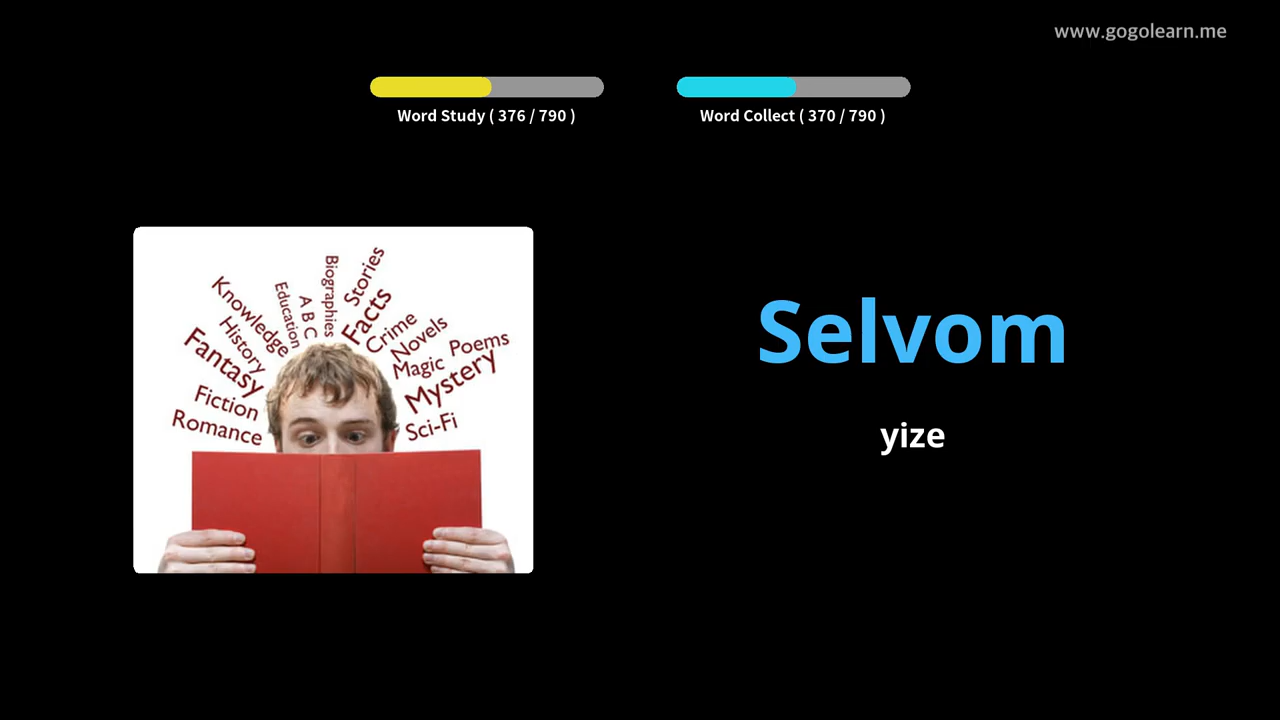 www.gogolearn.me
Word Study ( 376 / 790 )
Word Collect ( 370 / 790 )
Selvom
yize
Biographies
Stories
Education
A B C
Facts
Knowledge
Crime
History
Novels
Poems
Fantasy
Magic
Mystery
Fiction
Romance
Sci-Fi